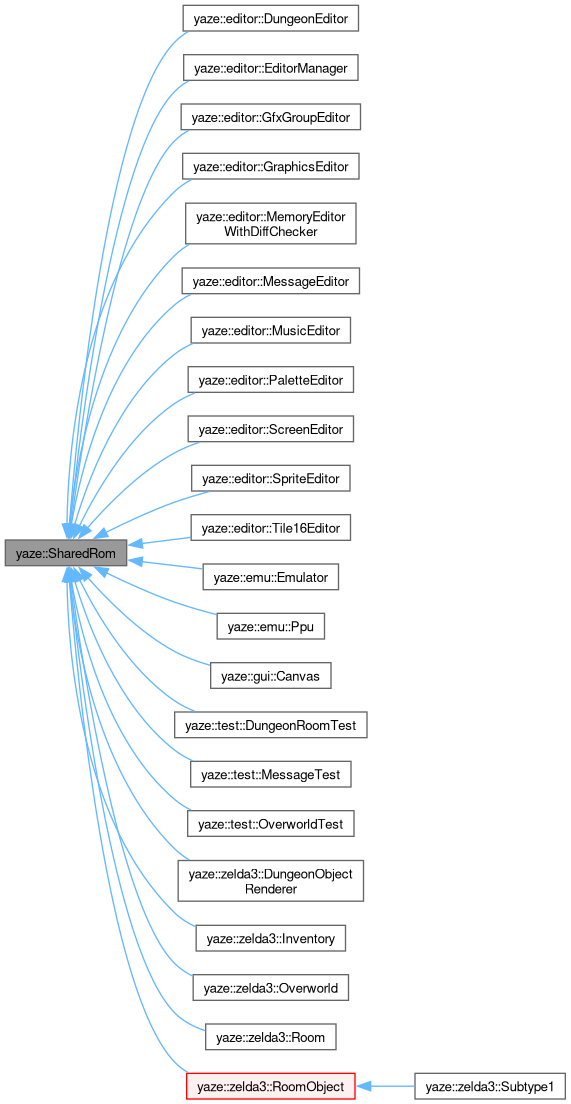 yaze::editor::DungeonEditor
yaze::editor::EditorManager
yaze::editor::GfxGroupEditor
yaze::editor::GraphicsEditor
yaze::editor::MemoryEditor
WithDiffChecker
yaze::editor::MessageEditor
yaze::editor::MusicEditor
yaze::editor::PaletteEditor
yaze::editor::ScreenEditor
yaze::editor::SpriteEditor
yaze::editor::Tile16Editor
yaze::SharedRom
yaze::emu::Emulator
yaze::emu::Ppu
yaze::gui::Canvas
yaze::test::DungeonRoomTest
yaze::test::MessageTest
yaze::test::OverworldTest
yaze::zelda3::DungeonObject
Renderer
yaze::zelda3::Inventory
yaze::zelda3::Overworld
yaze::zelda3::Room
yaze::zelda3::RoomObject
yaze::zelda3::Subtype1